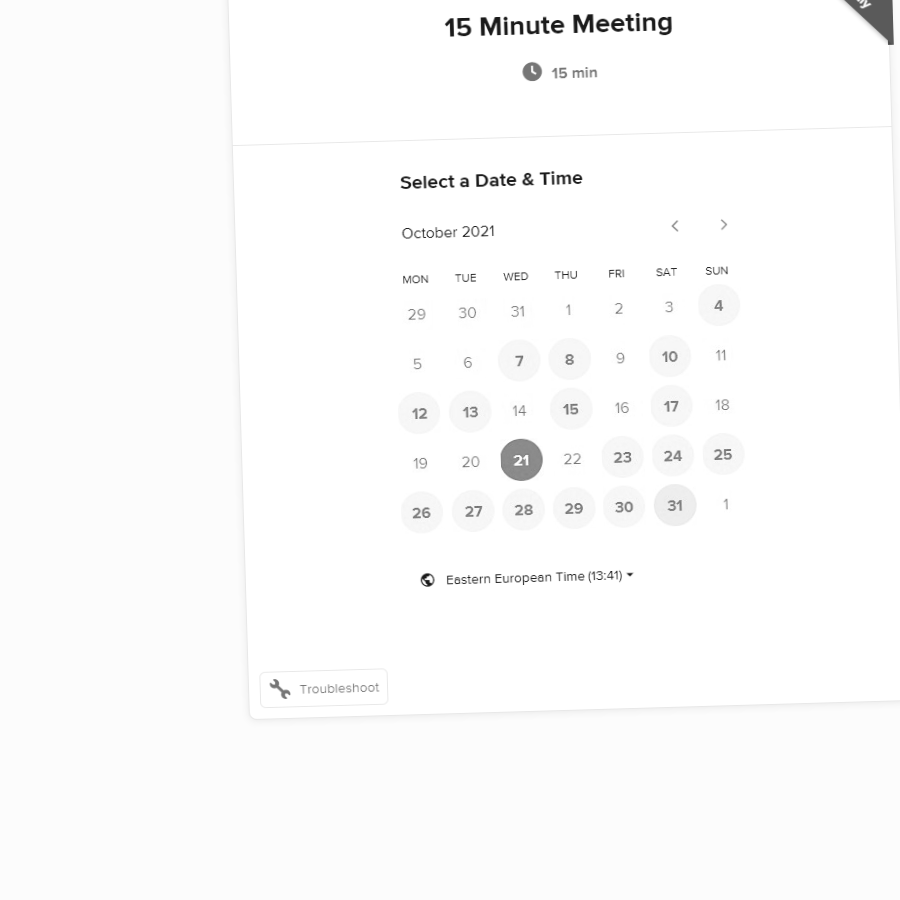 15 Minute Meeting
15 min
Select a Date & Time
October 2021
MON TUE WED THU FRI SAT SUN
29 30 31 1 2 3 4
5 6 7 8 9 10 11
12 13 14 15 16 17 18
19 20 21 22 23 24 25
26 27 28 29 30 31 1
Eastern European Time (13:41)
Troubleshoot